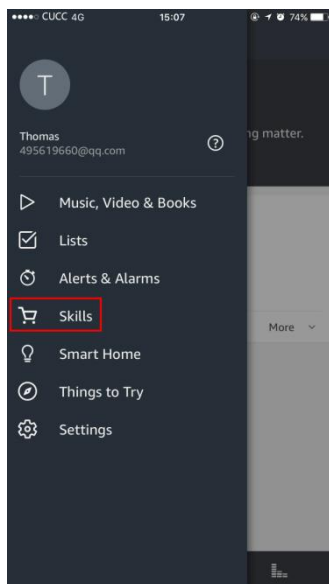 CUCC 4G 15:07 74%
T
Thomas
495619660@qq.com
ng matter.
Music, Video & Books
Lists
Alerts & Alarms
Skills
More
Smart Home
Things to Try
Settings